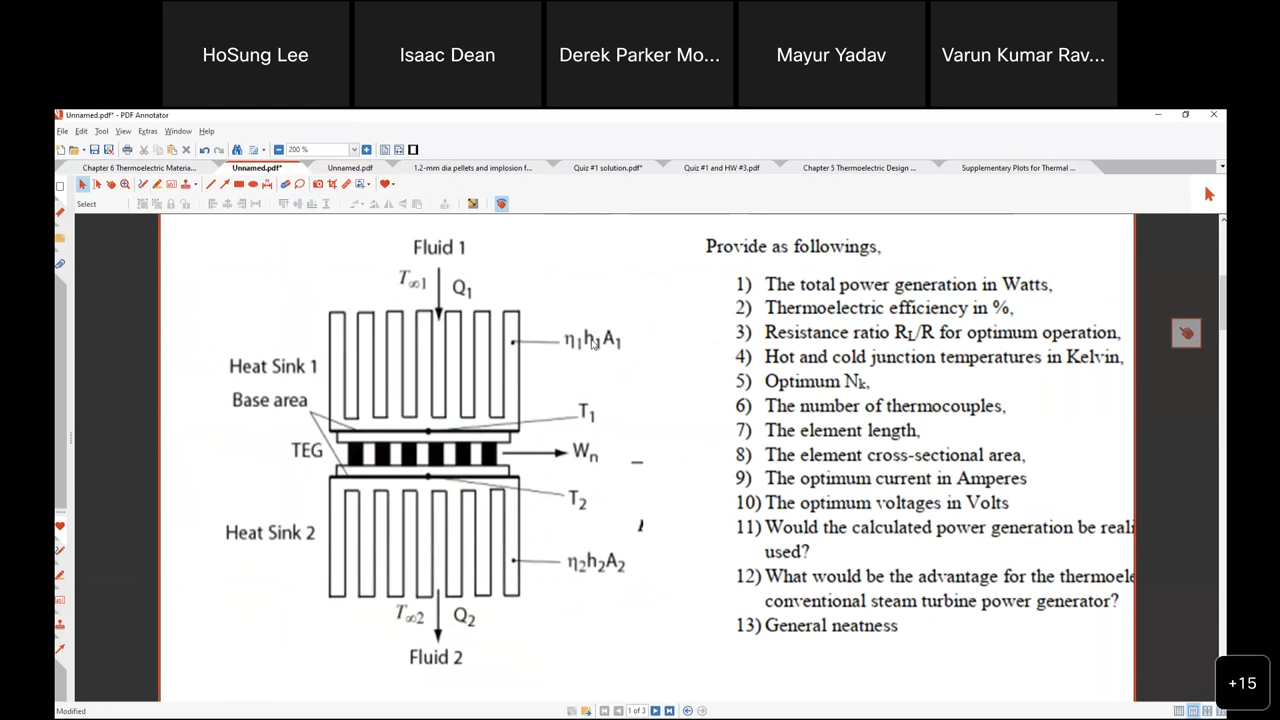 HoSung Lee
Isaac Dean
Derek Parker Mo...
Mayur Yadav
Varun Kumar Rav...
Unnamed.pdf* - PDF Annotator
File Edit Tool View Extras Window Help
200 %
Chapter 6 Thermoelectric Materia...
Unnamed.pdf*
Unnamed.pdf
1.2-mm dia pellets and implosion f...
Quiz #1 solution.pdf*
Quiz #1 and HW #3.pdf
Chapter 5 Thermoelectric Design ...
Supplementary Plots for Thermal ...
Select
Fluid 1
T∞1 Q1
η1h1A1
Heat Sink 1
Base area
T1
TEG
Wn
T2
Heat Sink 2
η2h2A2
T∞2 Q2
Fluid 2
Provide as followings,
1) The total power generation in Watts,
2) Thermoelectric efficiency in %,
3) Resistance ratio RL/R for optimum operation,
4) Hot and cold junction temperatures in Kelvin,
5) Optimum Nk,
6) The number of thermocouples,
7) The element length,
8) The element cross-sectional area,
9) The optimum current in Amperes
10) The optimum voltages in Volts
11) Would the calculated power generation be reali
used?
12) What would be the advantage for the thermoele
conventional steam turbine power generator?
13) General neatness
Modified
1 of 3
+15